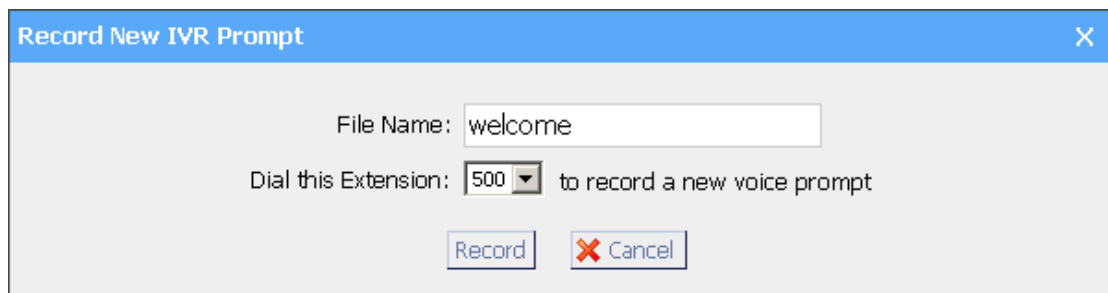 Record New IVR Prompt X
File Name: welcome
Dial this Extension: 500 to record a new voice prompt
Record Cancel